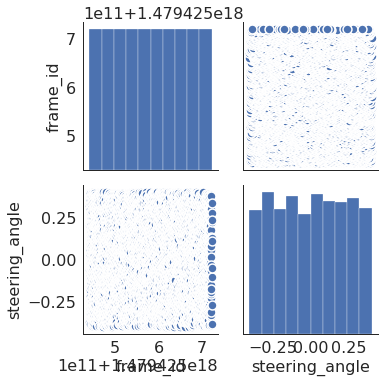 1e11+1.479425e18
7
6
5
frame_id
0.25
0.00
−0.25
steering_angle
5
6
7
1e11+1.479425e18
frame_id
−0.25
0.00
0.25
steering_angle